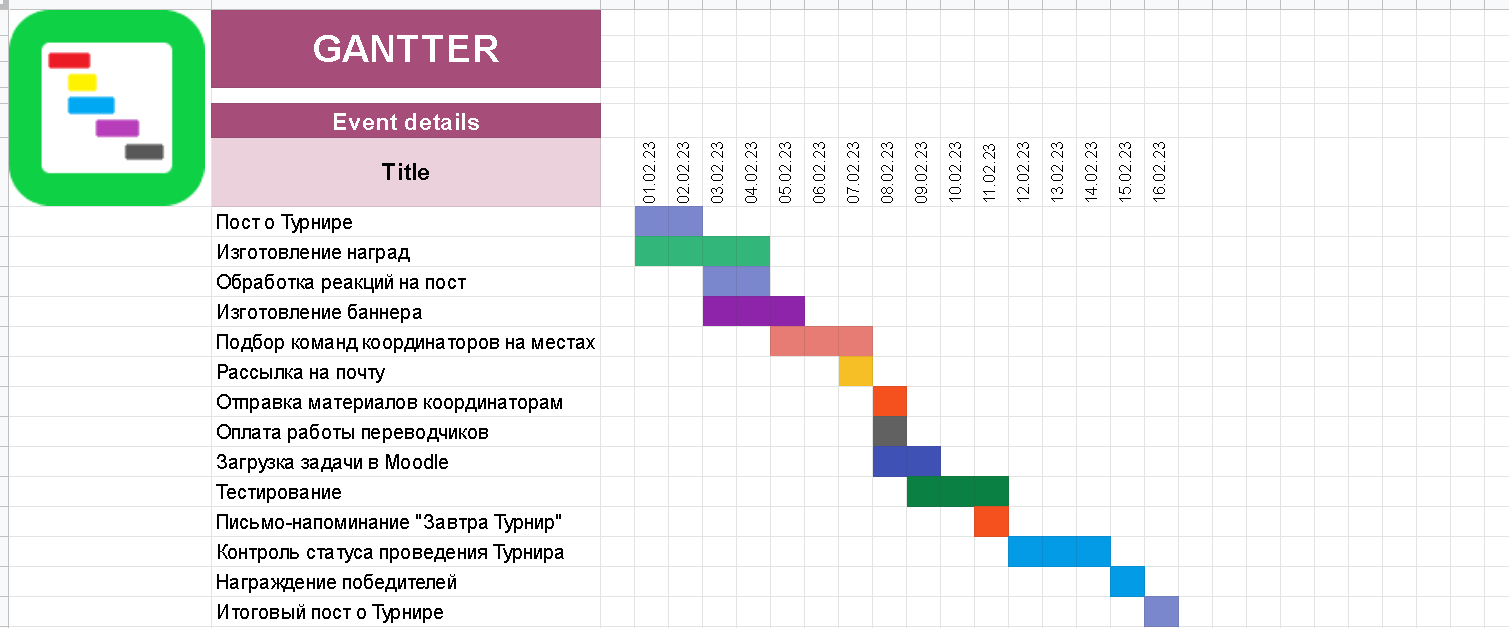 GANTTER
Event details
Title
01.02.23
02.02.23
03.02.23
04.02.23
05.02.23
06.02.23
07.02.23
08.02.23
09.02.23
10.02.23
11.02.23
12.02.23
13.02.23
14.02.23
15.02.23
16.02.23
Пост о Турнире
Изготовление наград
Обработка реакций на пост
Изготовление баннера
Подбор команд координаторов на местах
Рассылка на почту
Отправка материалов координаторам
Оплата работы переводчиков
Загрузка задачи в Moodle
Тестирование
Письмо-напоминание "Завтра Турнир"
Контроль статуса проведения Турнира
Награждение победителей
Итоговый пост о Турнире